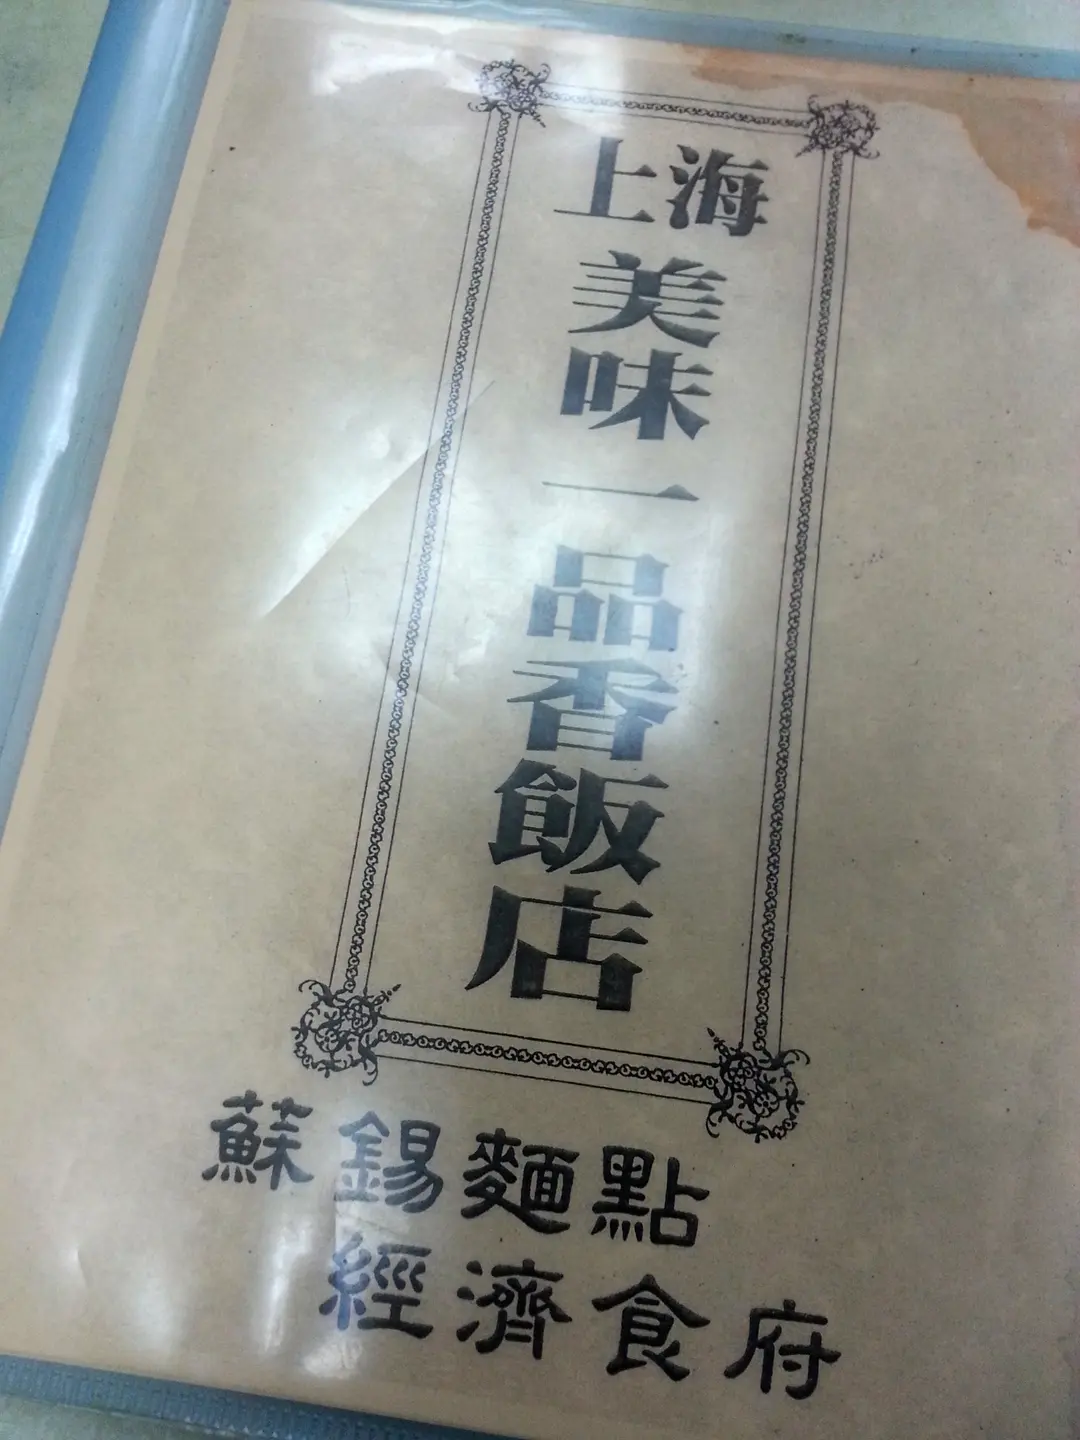 上海
美味一品香飯店
蘇錫麵點
經濟食府